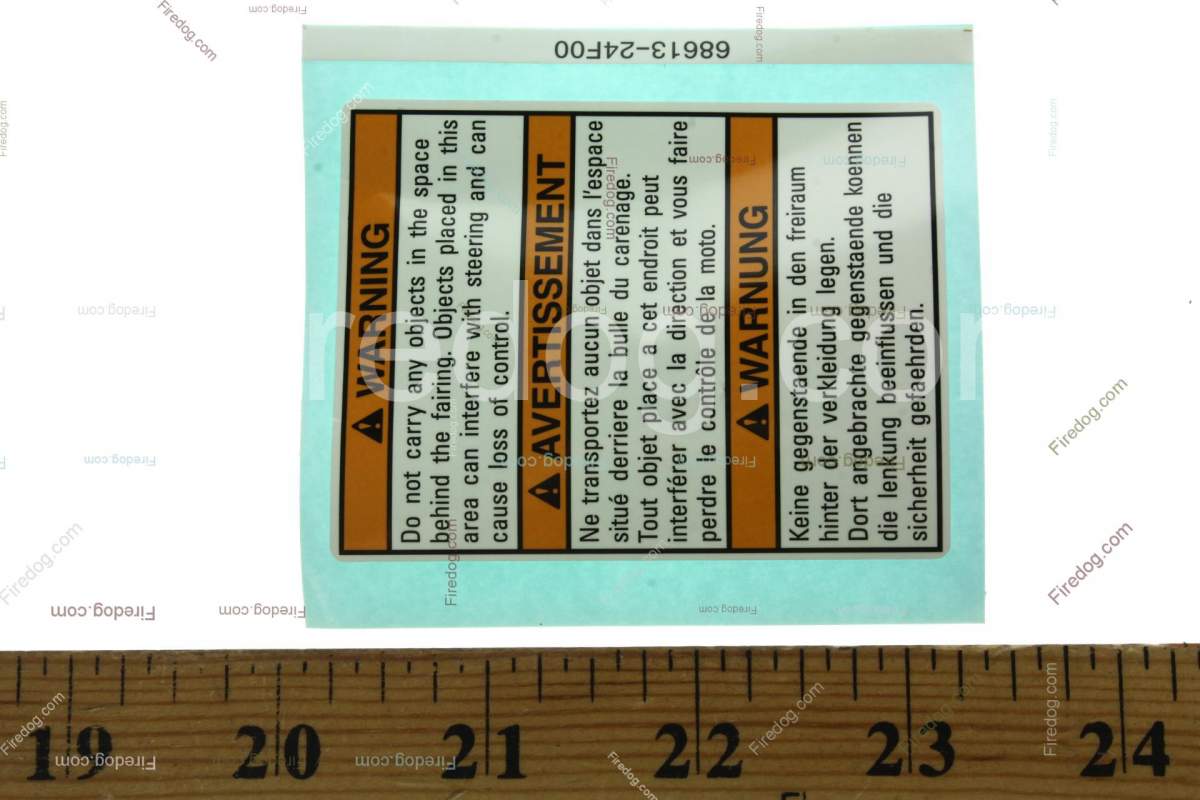 68613-24F00
⚠ WARNING
Do not carry any objects in the space
behind the fairing. Objects placed in this
area can interfere with steering and can
cause loss of control.
⚠ AVERTISSEMENT
Ne transportez aucun objet dans l'espace
situé derriere la bulle du carenage.
Tout objet place a cet endroit peut
interférer avec la direction et vous faire
perdre le contrôle de la moto.
⚠ WARNUNG
Keine gegenstaende in den freiraum
hinter der verkleidung legen.
Dort angebrachte gegenstaende koennen
die lenkung beeinflussen und die
sicherheit gefaehrden.
19 20 21 22 23 24
firedog.com
Firedog.com